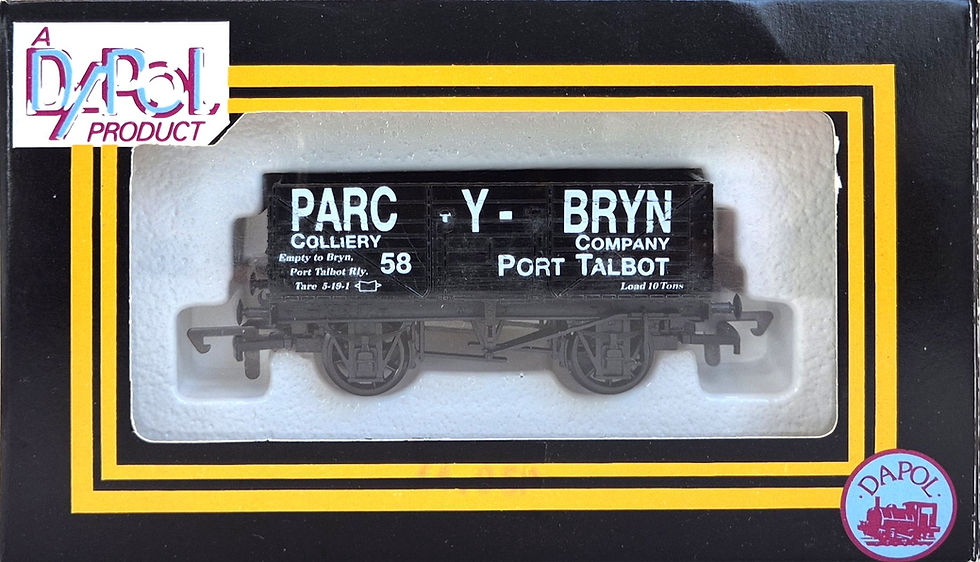 A
DAPOL
PRODUCT
PARC Y - BRYN
COLLIERY COMPANY
Empty to Bryn, 58 PORT TALBOT
Port Talbot Rly.
Tare 5-19-1 Load 10 Tons
· DAPOL ·